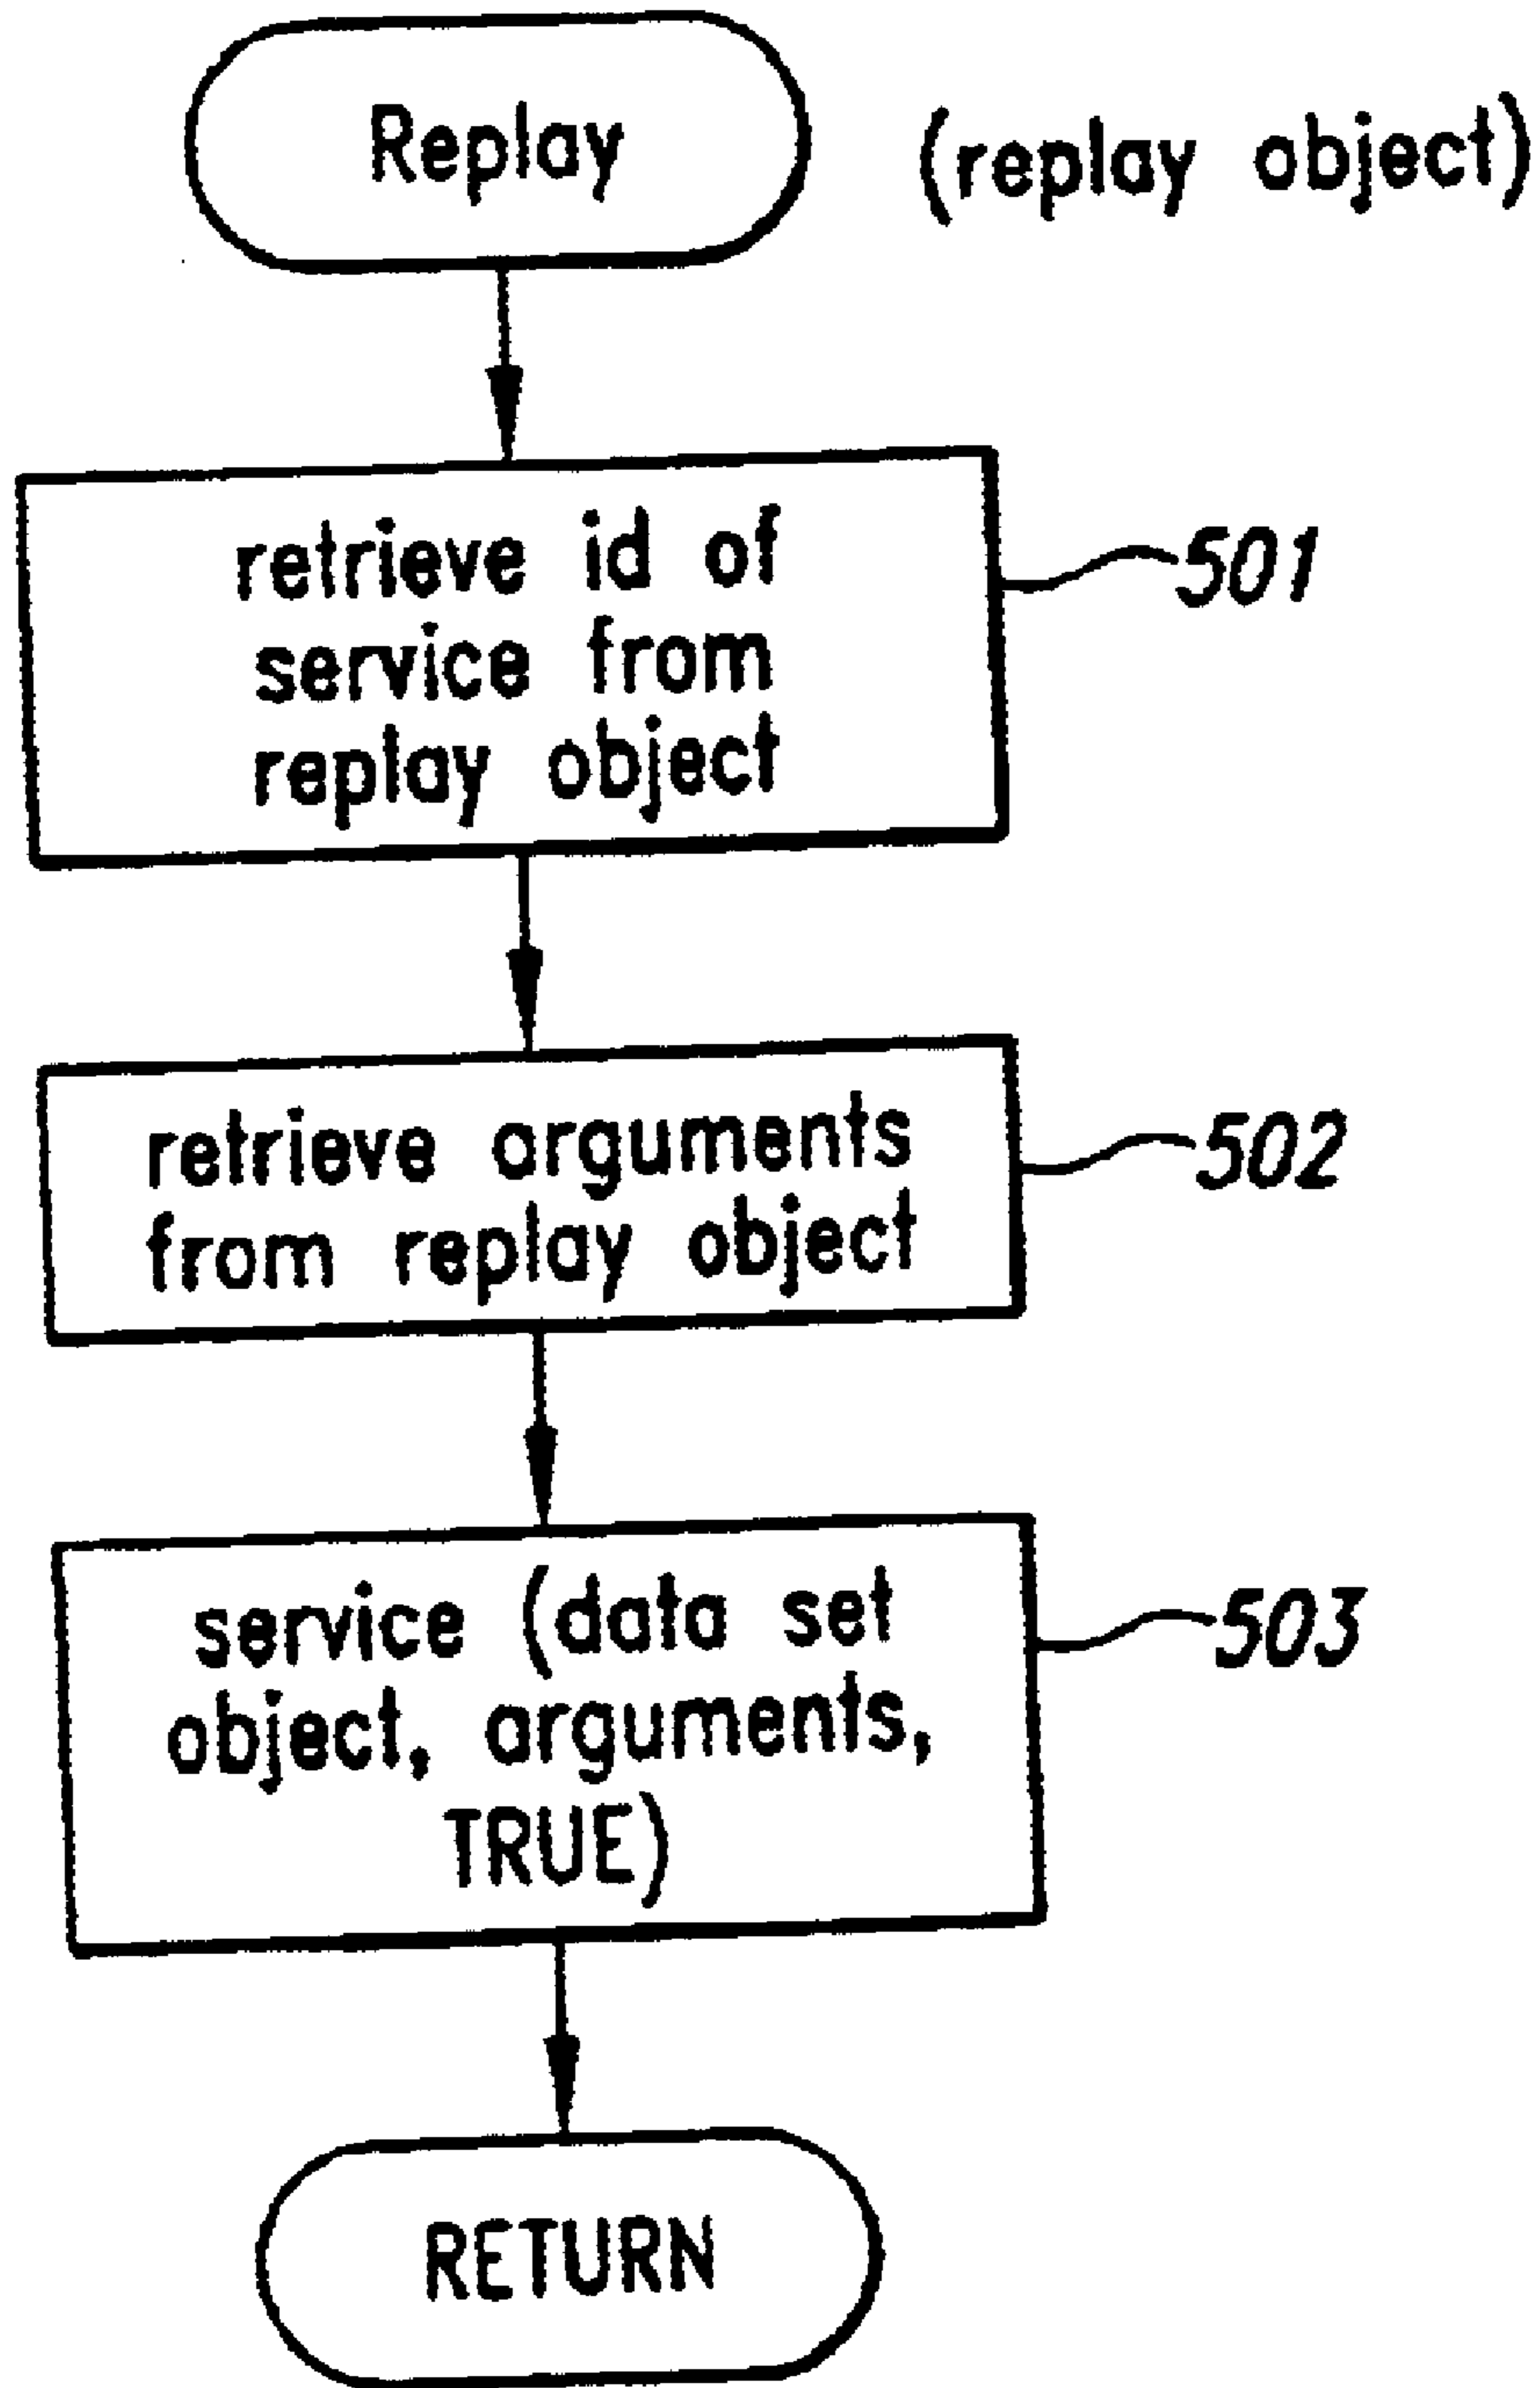 Replay
(replay object)
retrieve id of
service from
replay object
501
retrieve arguments
from replay object
502
service (data set
object, arguments,
TRUE)
503
RETURN